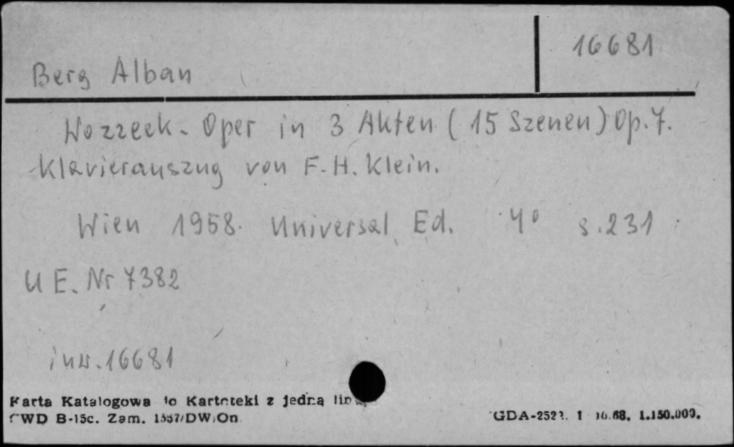 16681
Berg Alban
Wozzeck - Oper in 3 Akten (15 Szenen) Op. 7.
Klavierauszug von F. H. Klein.
Wien 1958. Universal Ed. 4° s. 231
U E. Nr 7382
inw. 16681
Karta Katalogowa do Kartoteki z jedną
CWD B-15c. Zam. 1557/DW/On
GDA-252 1 10.68. 1.150.000.